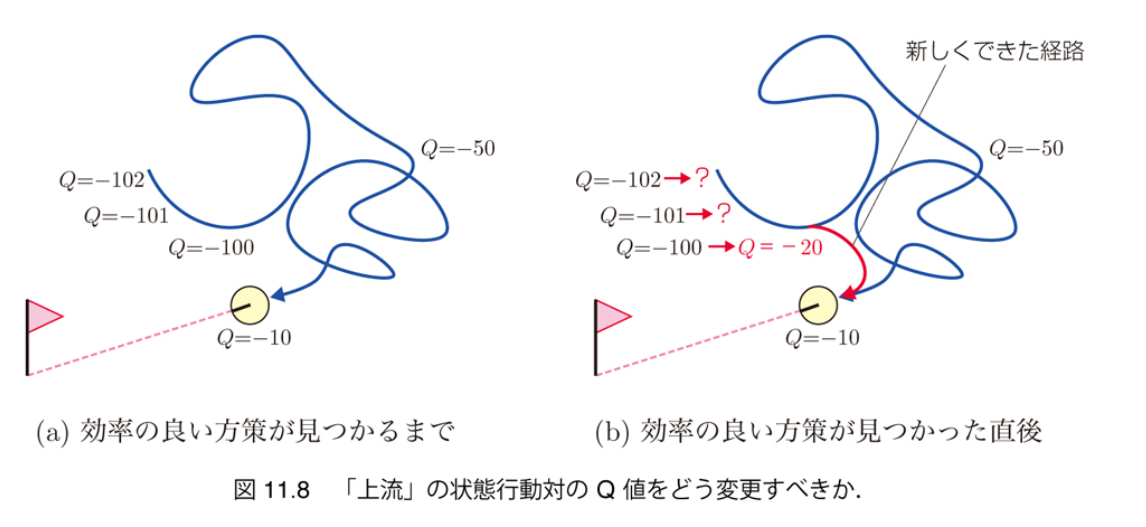 新しくできた経路
Q=−50
Q=−50
Q=−102
Q=−102→?
Q=−101
Q=−101→?
Q=−100
Q=−100→Q=−20
Q=−10
Q=−10
(a) 効率の良い方策が見つかるまで
(b) 効率の良い方策が見つかった直後
図 11.8 「上流」の状態行動対の Q 値をどう変更すべきか.